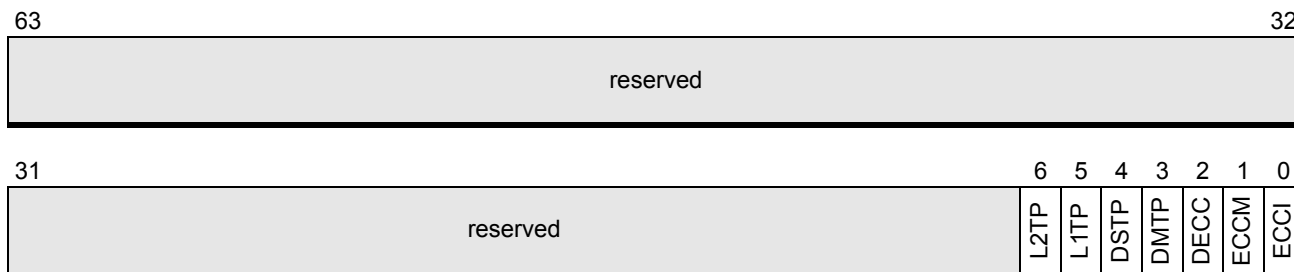 63 32
reserved
31 6 5 4 3 2 1 0
reserved L2TP L1TP DSTP DMTP DECC ECCM ECCI